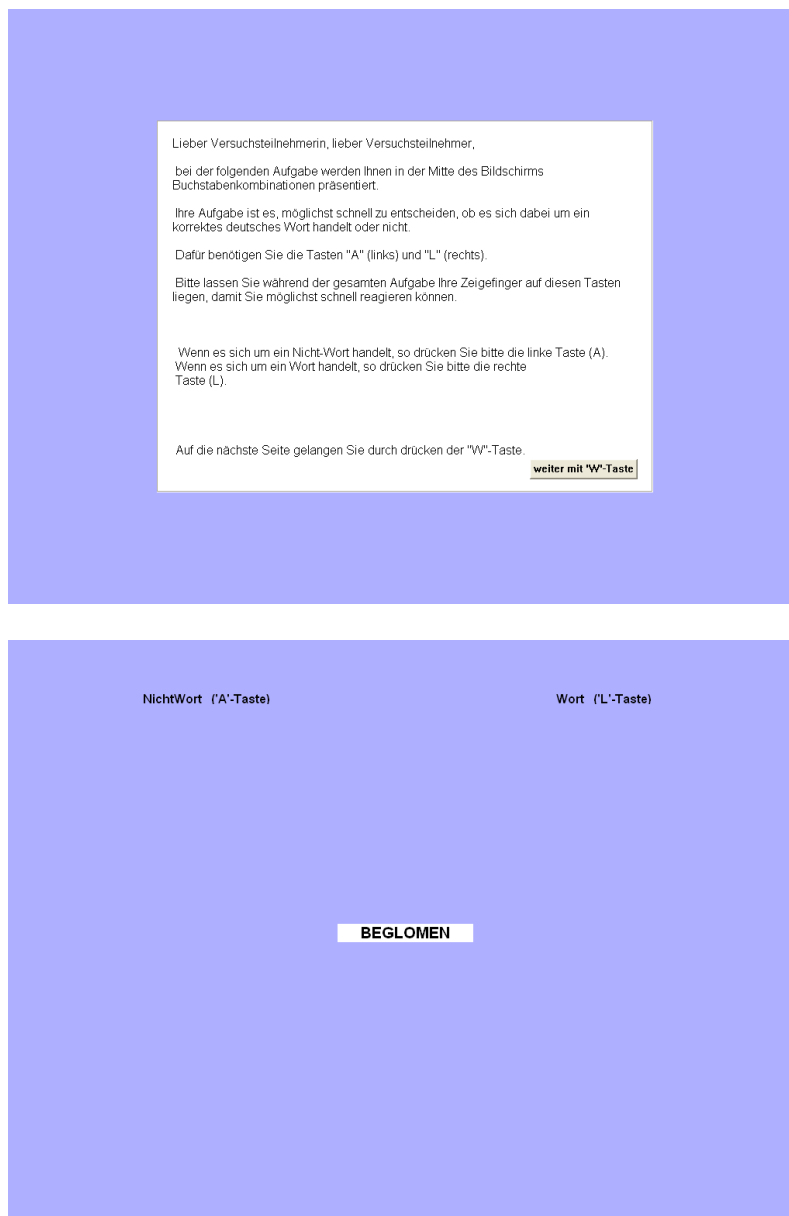 Lieber Versuchsteilnehmerin, lieber Versuchsteilnehmer,
bei der folgenden Aufgabe werden Ihnen in der Mitte des Bildschirms
Buchstabenkombinationen präsentiert.
Ihre Aufgabe ist es, möglichst schnell zu entscheiden, ob es sich dabei um ein
korrektes deutsches Wort handelt oder nicht.
Dafür benötigen Sie die Tasten "A" (links) und "L" (rechts).
Bitte lassen Sie während der gesamten Aufgabe Ihre Zeigefinger auf diesen Tasten
liegen, damit Sie möglichst schnell reagieren können.
Wenn es sich um ein Nicht-Wort handelt, so drücken Sie bitte die linke Taste (A).
Wenn es sich um ein Wort handelt, so drücken Sie bitte die rechte
Taste (L).
Auf die nächste Seite gelangen Sie durch drücken der "W"-Taste.
weiter mit 'W'-Taste
NichtWort ('A'-Taste) Wort ('L'-Taste)
BEGLOMEN